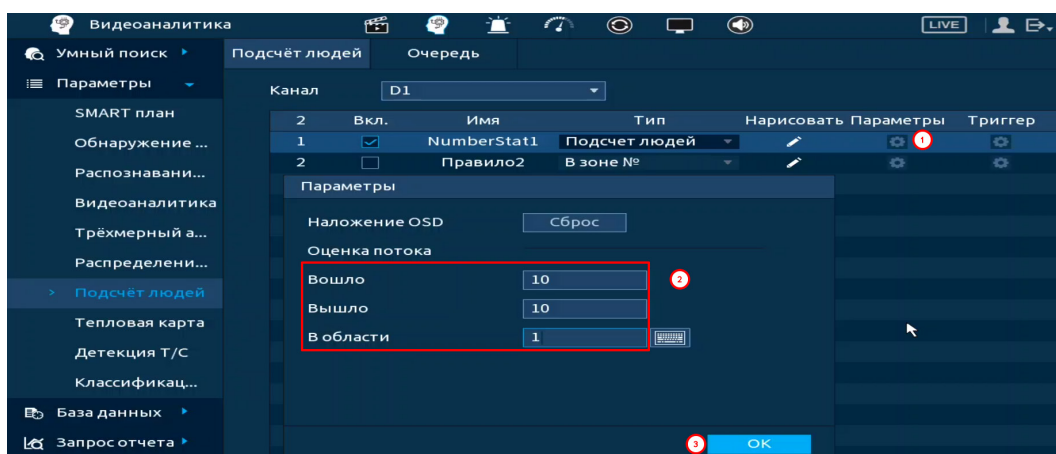 Видеоаналитика LIVE
Умный поиск
Подсчёт людей Очередь
Параметры
Канал D1
SMART план
2 Вкл. Имя Тип Нарисовать Параметры Триггер
Обнаружение ...
1 NumberStat1 Подсчет людей 1
2 Правило2 В зоне №
Распознавани...
Параметры
Видеоаналитика
Наложение OSD Сброс
Трёхмерный а...
Оценка потока
Распределени...
Вошло 10 2
Подсчёт людей
Вышло 10
Тепловая карта
В области 1
Детекция Т/С
Классификац...
База данных
Запрос отчета
3 OK